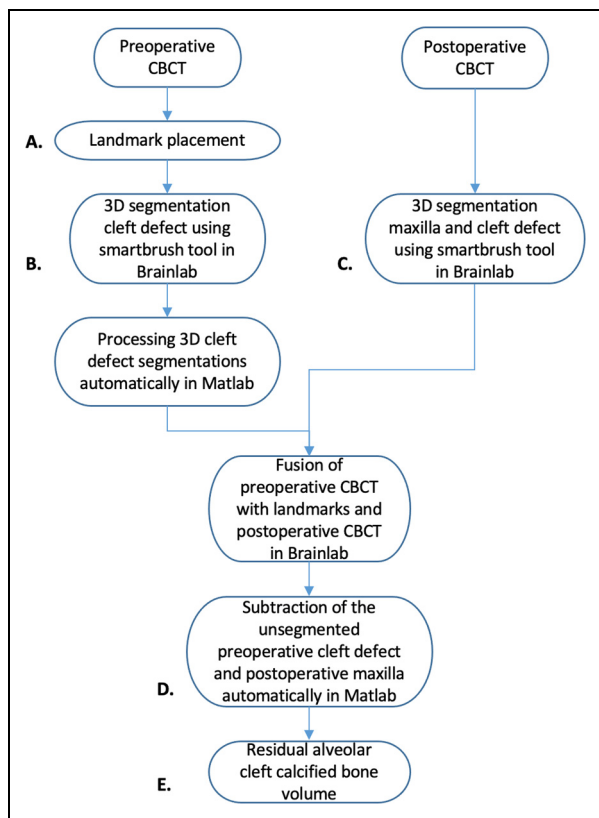 Preoperative
CBCT
Postoperative
CBCT
A.
Landmark placement
3D segmentation
cleft defect using
smartbrush tool in
Brainlab
B.
3D segmentation
maxilla and cleft defect
using smartbrush tool
in Brainlab
C.
Processing 3D cleft
defect segmentations
automatically in Matlab
Fusion of
preoperative CBCT
with landmarks and
postoperative CBCT
in Brainlab
Subtraction of the
unsegmented
preoperative cleft defect
and postoperative maxilla
automatically in Matlab
D.
Residual alveolar
cleft calcified bone
volume
E.